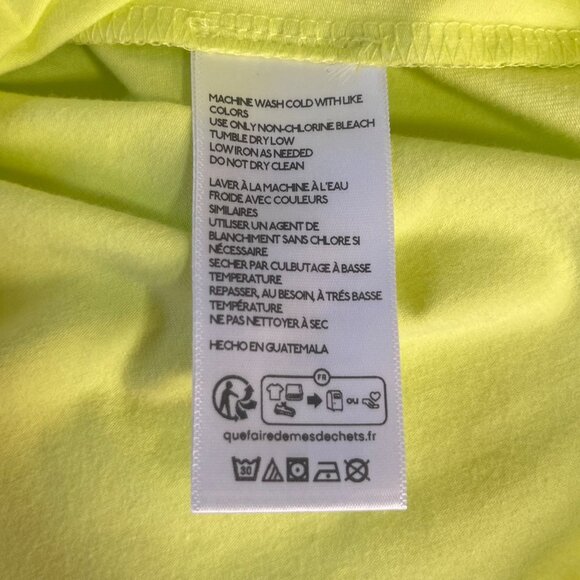 MACHINE WASH COLD WITH LIKE
COLORS
USE ONLY NON-CHLORINE BLEACH
TUMBLE DRY LOW
LOW IRON AS NEEDED
DO NOT DRY CLEAN
LAVER À LA MACHINE À L'EAU
FROIDE AVEC COULEURS
SIMILAIRES
UTILISER UN AGENT DE
BLANCHIMENT SANS CHLORE SI
NÉCESSAIRE
SECHER PAR CULBUTAGE À BASSE
TEMPERATURE
REPASSER, AU BESOIN, À TRÉS BASSE
TEMPÉRATURE
NE PAS NETTOYER À SEC
HECHO EN GUATEMALA
FR
OU
quefairedemesdechets.fr
30